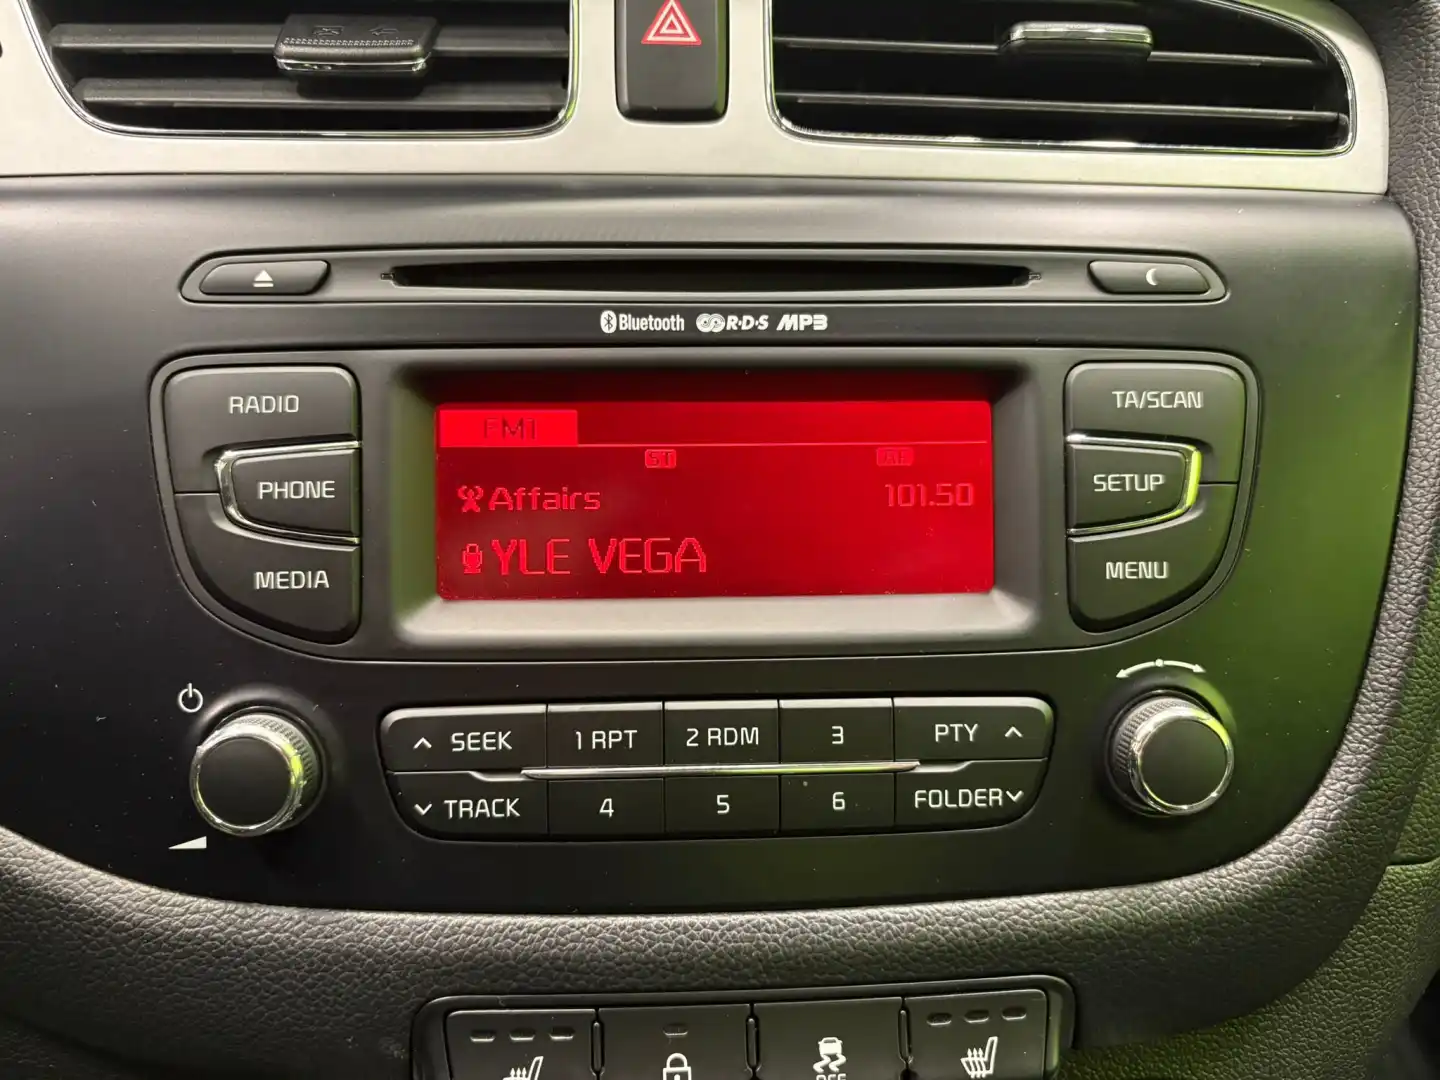 Bluetooth R·D·S MP3
RADIO
PHONE
MEDIA
FM1
ST AF
Affairs 101.50
YLE VEGA
TA/SCAN
SETUP
MENU
SEEK 1 RPT 2 RDM 3 PTY
TRACK 4 5 6 FOLDER
OFF